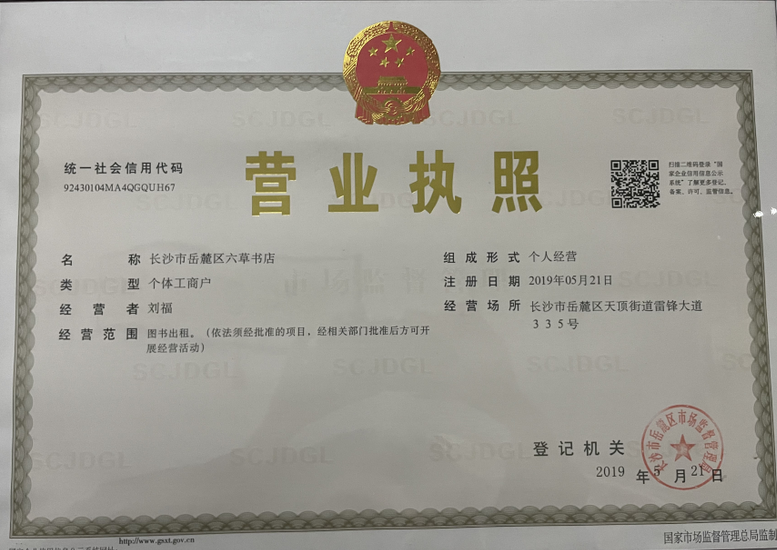 统一社会信用代码
92430104MA4QGQUH67
营业执照
扫描二维码登录“国
家企业信用信息公示
系统”了解更多登记、
备案、许可、监管信息。
名 称 长沙市岳麓区六草书店
类 型 个体工商户
经 营 者 刘福
经 营 范 围 图书出租。（依法须经批准的项目，经相关部门批准后方可开
展经营活动）
组 成 形 式 个人经营
注 册 日 期 2019年05月21日
经 营 场 所 长沙市岳麓区天顶街道雷锋大道
３３５号
SCJDGL
市场监督管理
登记机关
长沙市岳麓区市场监督管理局
2019 年 5 月 21 日
http://www.gsxt.gov.cn
国家市场监督管理总局监制